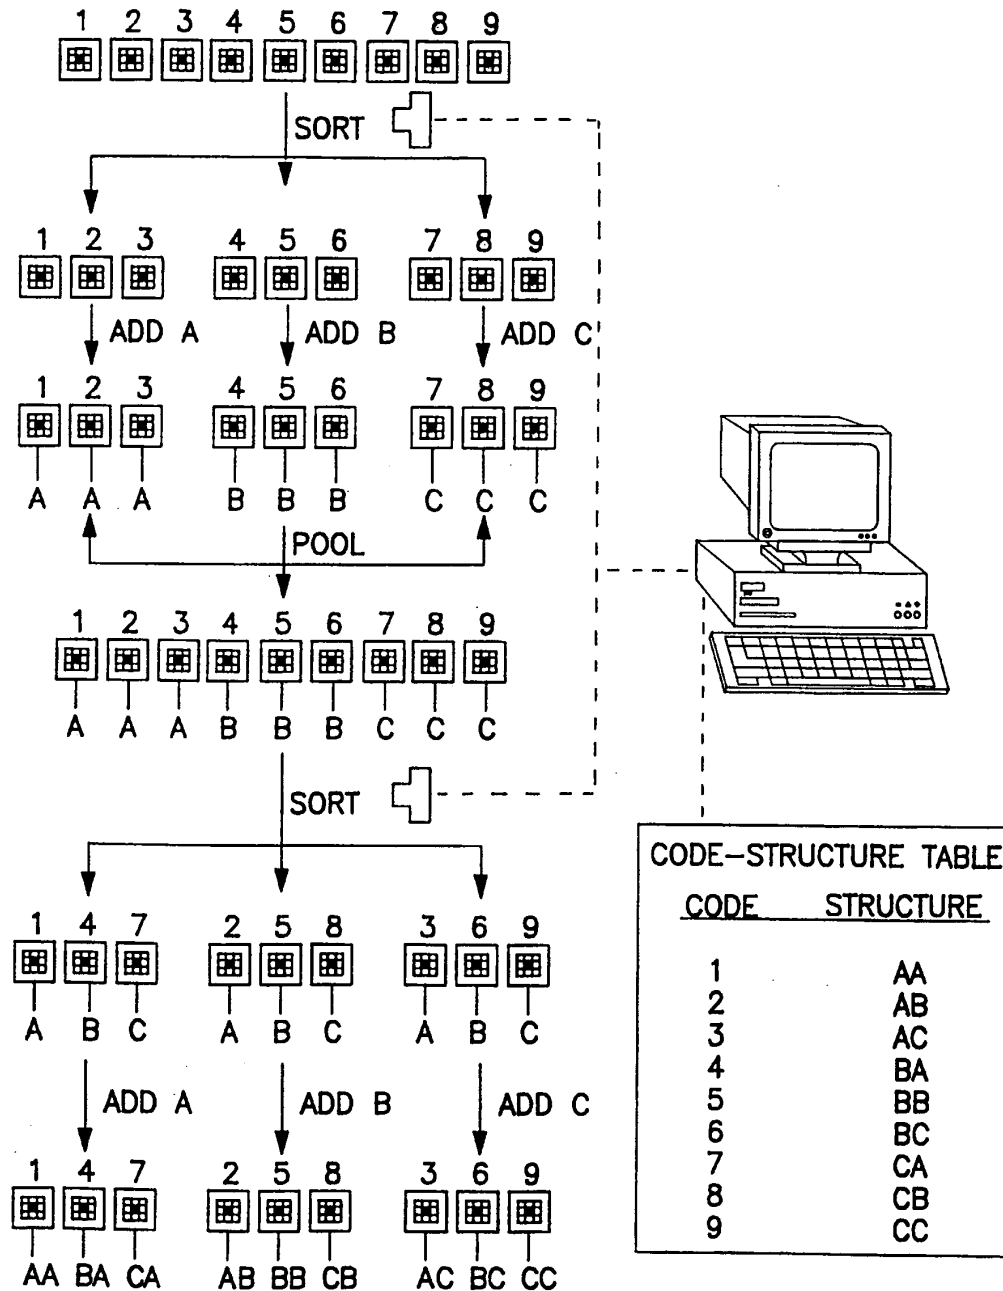 1 2 3 4 5 6 7 8 9
SORT
1 2 3 4 5 6 7 8 9
ADD A ADD B ADD C
1 2 3 4 5 6 7 8 9
A A A B B B C C C
POOL
1 2 3 4 5 6 7 8 9
A A A B B B C C C
SORT
1 4 7 2 5 8 3 6 9
A B C A B C A B C
ADD A ADD B ADD C
1 4 7 2 5 8 3 6 9
AA BA CA AB BB CB AC BC CC
CODE-STRUCTURE TABLE
CODE STRUCTURE
1 AA
2 AB
3 AC
4 BA
5 BB
6 BC
7 CA
8 CB
9 CC